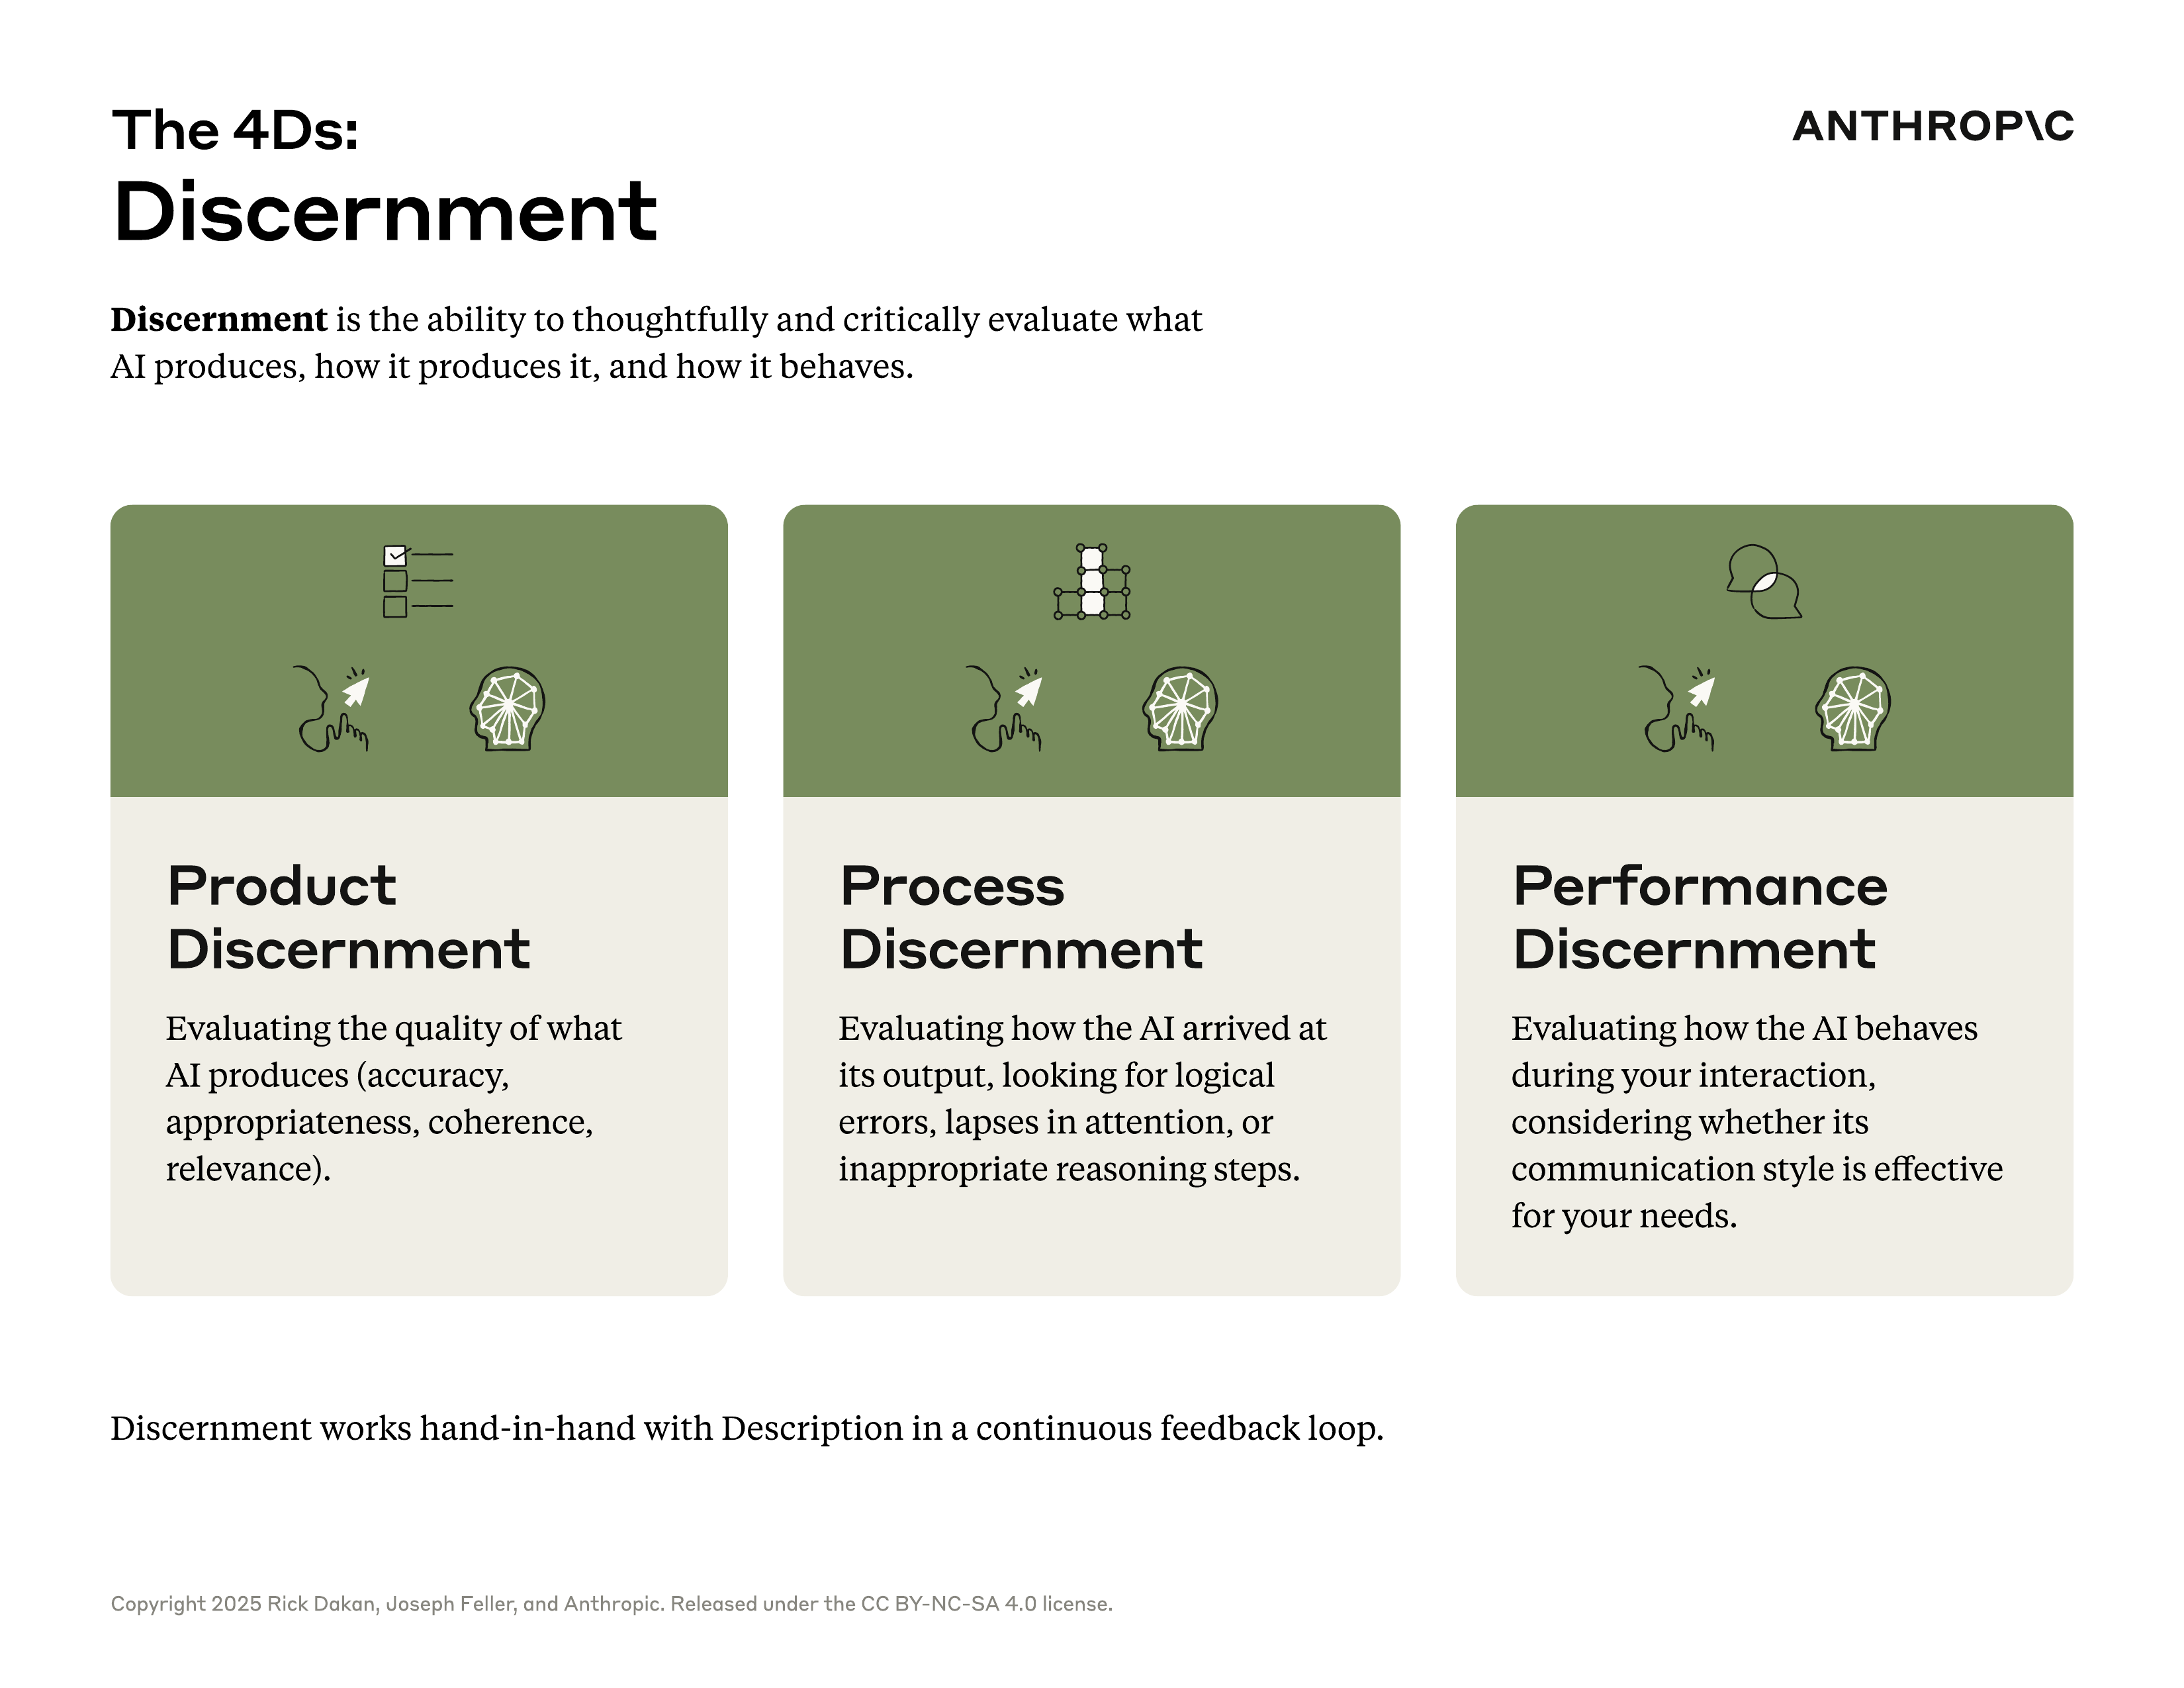 The 4Ds:
ANTHROP\C
Discernment
Discernment is the ability to thoughtfully and critically evaluate what
AI produces, how it produces it, and how it behaves.
Product
Discernment
Evaluating the quality of what
AI produces (accuracy,
appropriateness, coherence,
relevance).
Process
Discernment
Evaluating how the AI arrived at
its output, looking for logical
errors, lapses in attention, or
inappropriate reasoning steps.
Performance
Discernment
Evaluating how the AI behaves
during your interaction,
considering whether its
communication style is effective
for your needs.
Discernment works hand-in-hand with Description in a continuous feedback loop.
Copyright 2025 Rick Dakan, Joseph Feller, and Anthropic. Released under the CC BY-NC-SA 4.0 license.